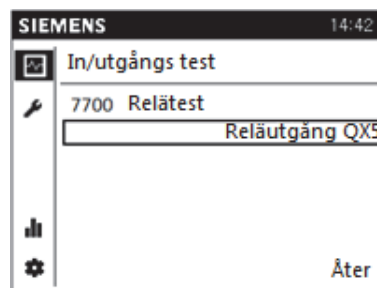 SIEMENS 14:42
In/utgångs test
7700 Relätest
Reläutgång QX5
Åter